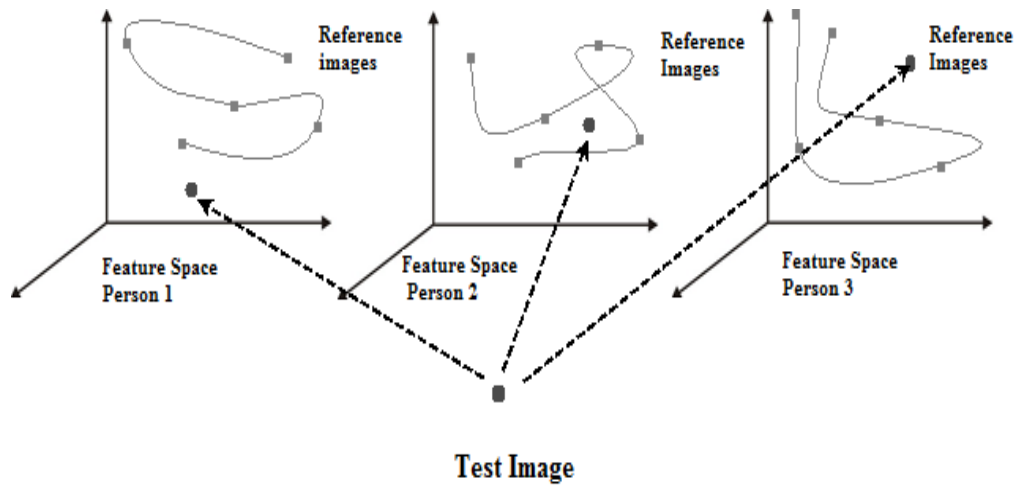 Reference
images
Reference
Images
Reference
Images
Feature Space
Person 1
Feature Space
Person 2
Feature Space
Person 3
Test Image